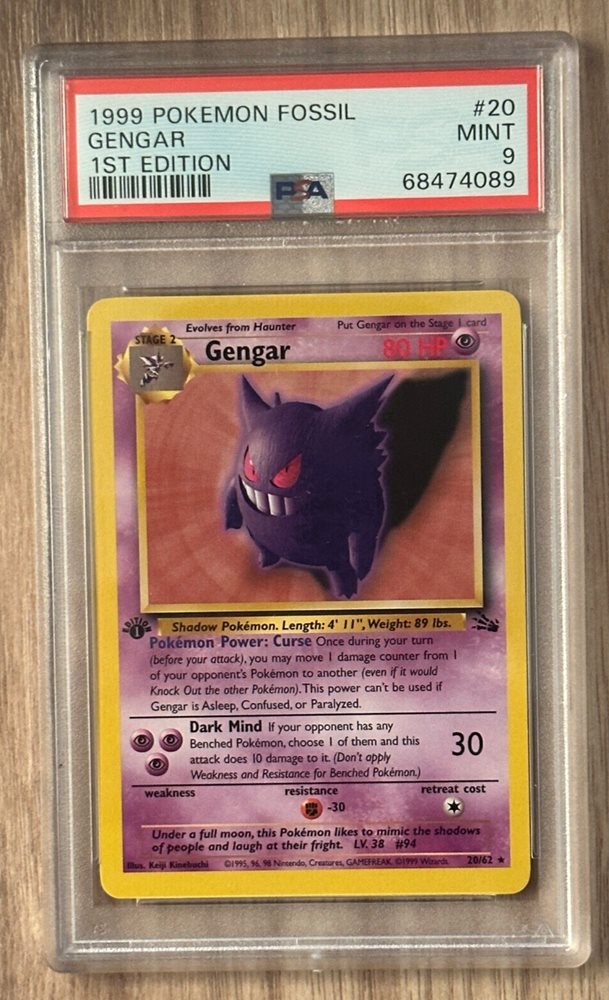 1999 POKEMON FOSSIL #20
GENGAR MINT
1ST EDITION 9
PSA 68474089
Evolves from Haunter Put Gengar on the Stage 1 card
STAGE 2
Gengar 80 HP
EDITION
1
Shadow Pokémon. Length: 4' 11", Weight: 89 lbs.
Pokémon Power: Curse Once during your turn
(before your attack), you may move 1 damage counter from 1
of your opponent's Pokémon to another (even if it would
Knock Out the other Pokémon). This power can't be used if
Gengar is Asleep, Confused, or Paralyzed.
Dark Mind If your opponent has any
Benched Pokémon, choose 1 of them and this
attack does 10 damage to it. (Don't apply
Weakness and Resistance for Benched Pokémon.)
30
weakness resistance retreat cost
-30
Under a full moon, this Pokémon likes to mimic the shadows
of people and laugh at their fright. LV. 38 #94
Illus. Keiji Kinebuchi ©1995, 96, 98 Nintendo, Creatures, GAMEFREAK. ©1999 Wizards. 20/62 ★